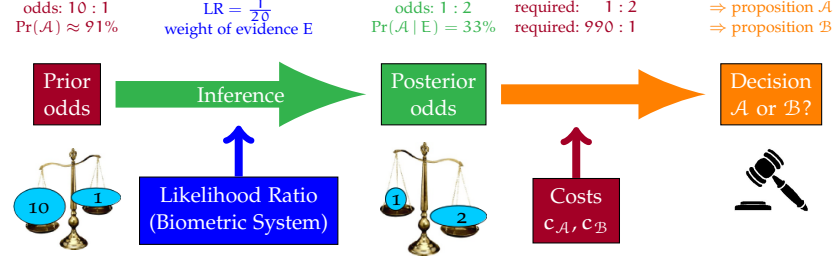 odds: 10 : 1
Pr(𝒜) ≈ 91%
LR = 1/20
weight of evidence E
odds: 1 : 2
Pr(𝒜 | E) = 33%
required: 1 : 2
required: 990 : 1
⇒ proposition 𝒜
⇒ proposition ℬ
Prior
odds
Inference
Posterior
odds
Decision
𝒜 or ℬ?
10
1
Likelihood Ratio
(Biometric System)
1
2
Costs
c𝒜, cℬ